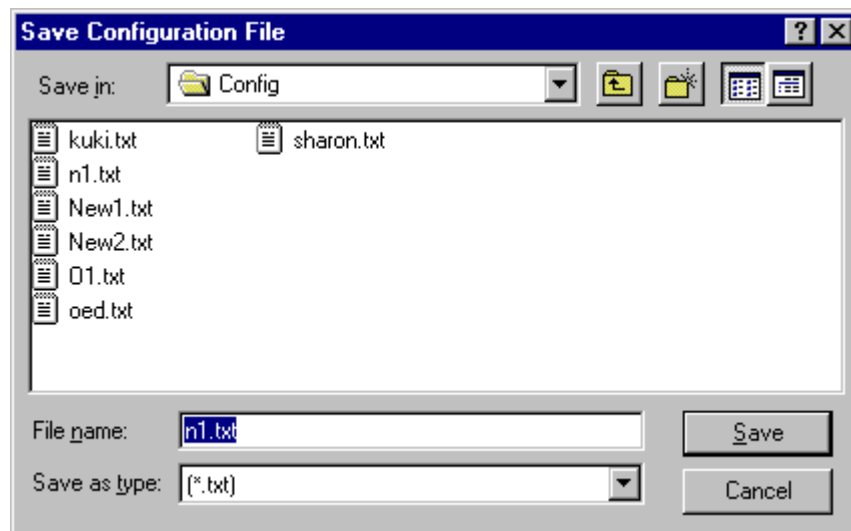 Save Configuration File
Save in: Config
kuki.txt sharon.txt
n1.txt
New1.txt
New2.txt
O1.txt
oed.txt
File name: n1.txt Save
Save as type: (*.txt) Cancel